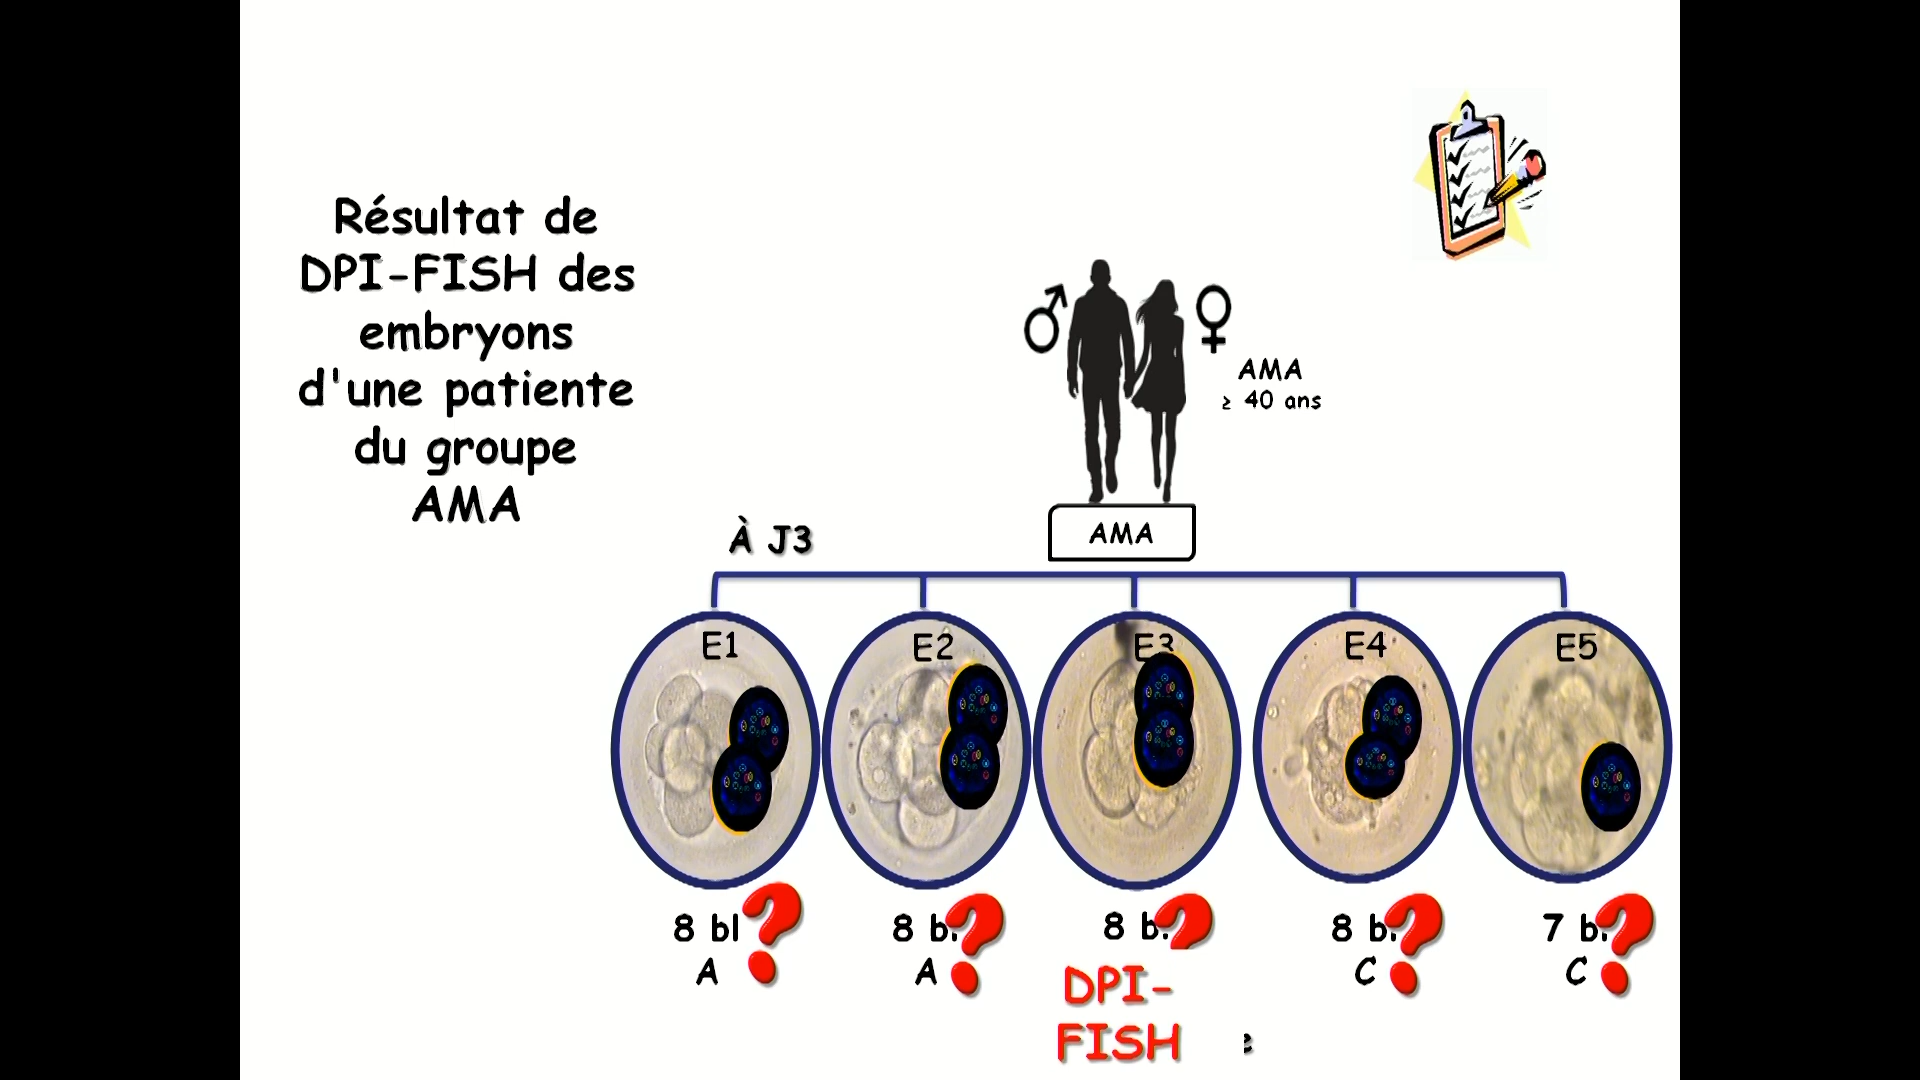 Résultat de
DPI-FISH des
embryons
d'une patiente
du groupe
AMA
AMA
≥ 40 ans
AMA
À J3
E1
E2
E3
E4
E5
8 bl
8
8
8
7
A
A
C
C
DPI-
FISH